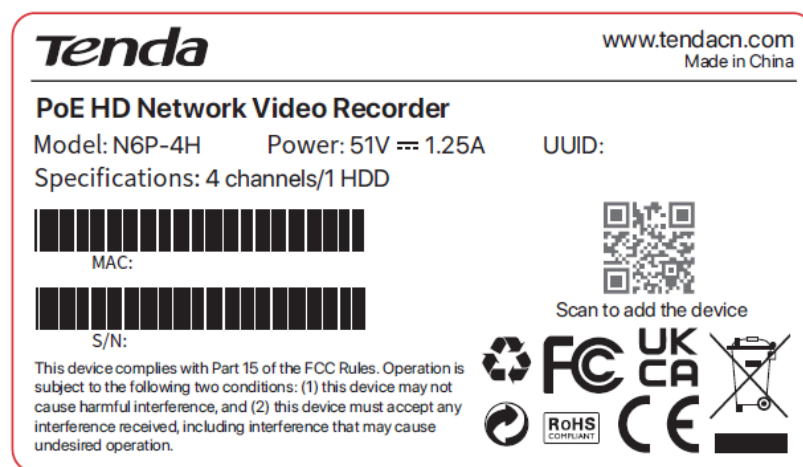 Tenda
www.tendacn.com
Made in China
PoE HD Network Video Recorder
Model: N6P-4H Power: 51V ⎓ 1.25A UUID:
Specifications: 4 channels/1 HDD
MAC:
S/N:
Scan to add the device
This device complies with Part 15 of the FCC Rules. Operation is
subject to the following two conditions: (1) this device may not
cause harmful interference, and (2) this device must accept any
interference received, including interference that may cause
undesired operation.
FC
UK
CA
RoHS
COMPLIANT
CE